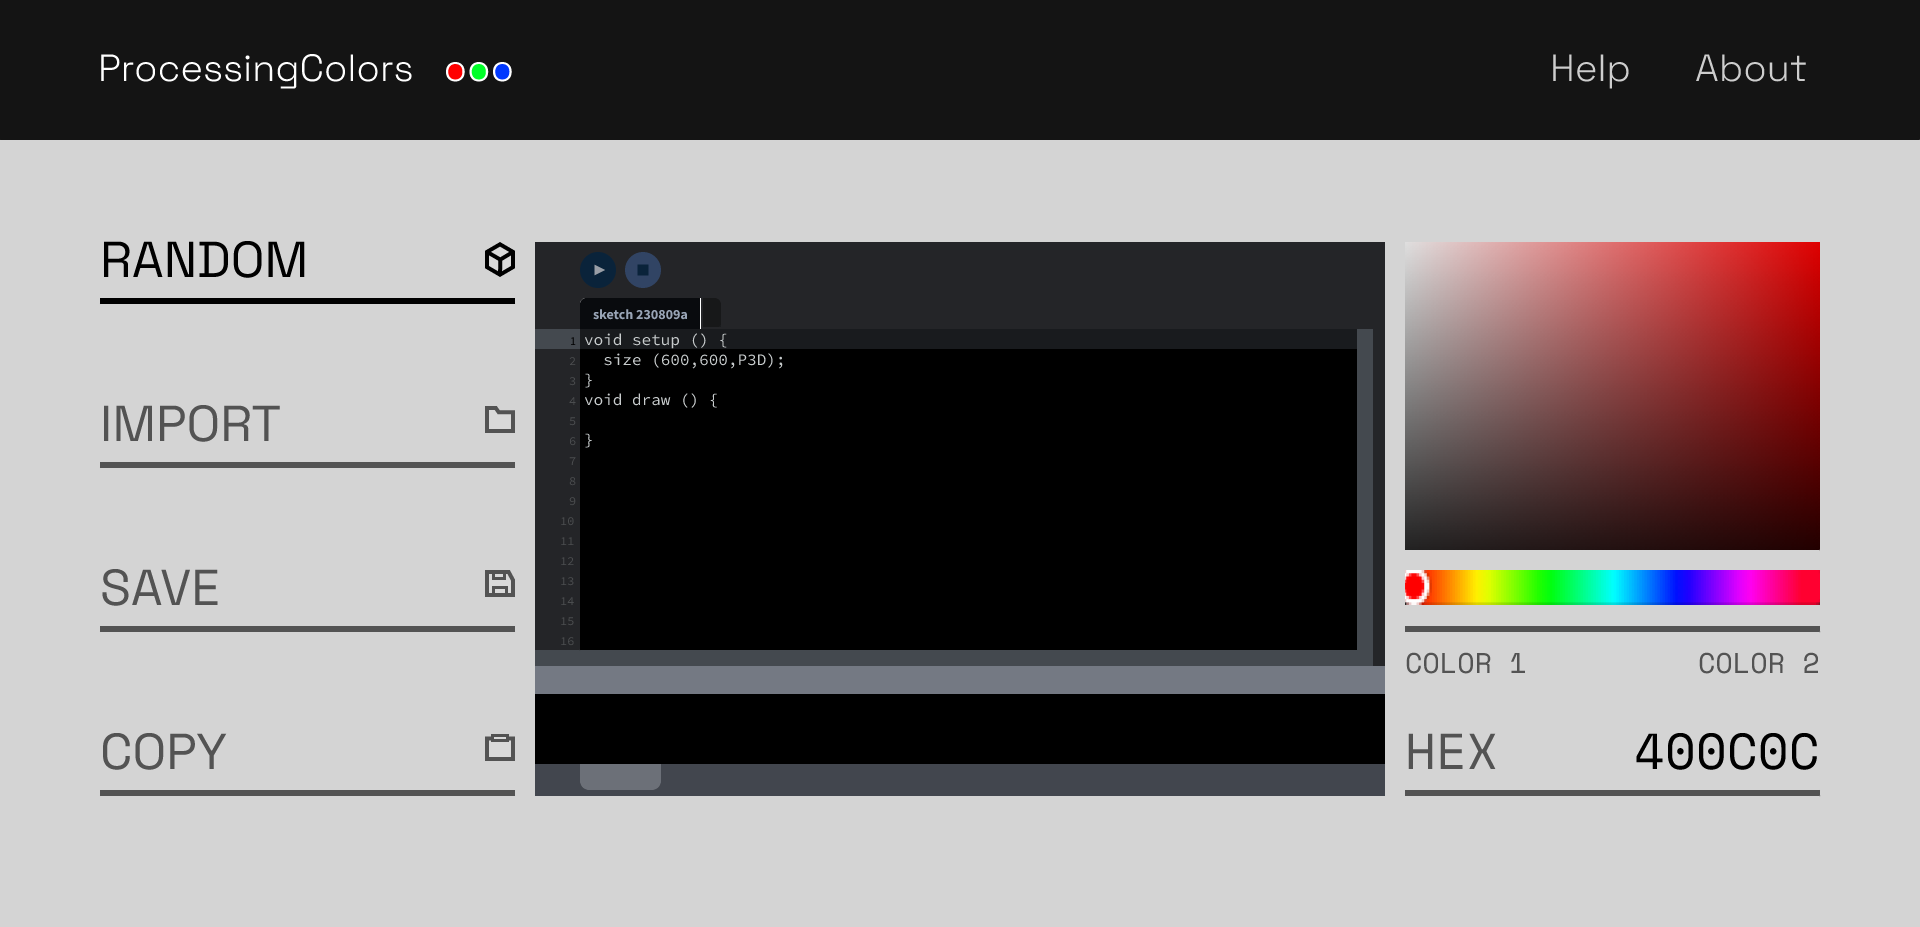 ProcessingColors
Help
About
RANDOM
IMPORT
SAVE
COPY
sketch 230809a
1 void setup () {
2   size (600,600,P3D);
3 }
4 void draw () {
5
6 }
7
8
9
10
11
12
13
14
15
16
COLOR 1
COLOR 2
HEX
400C0C